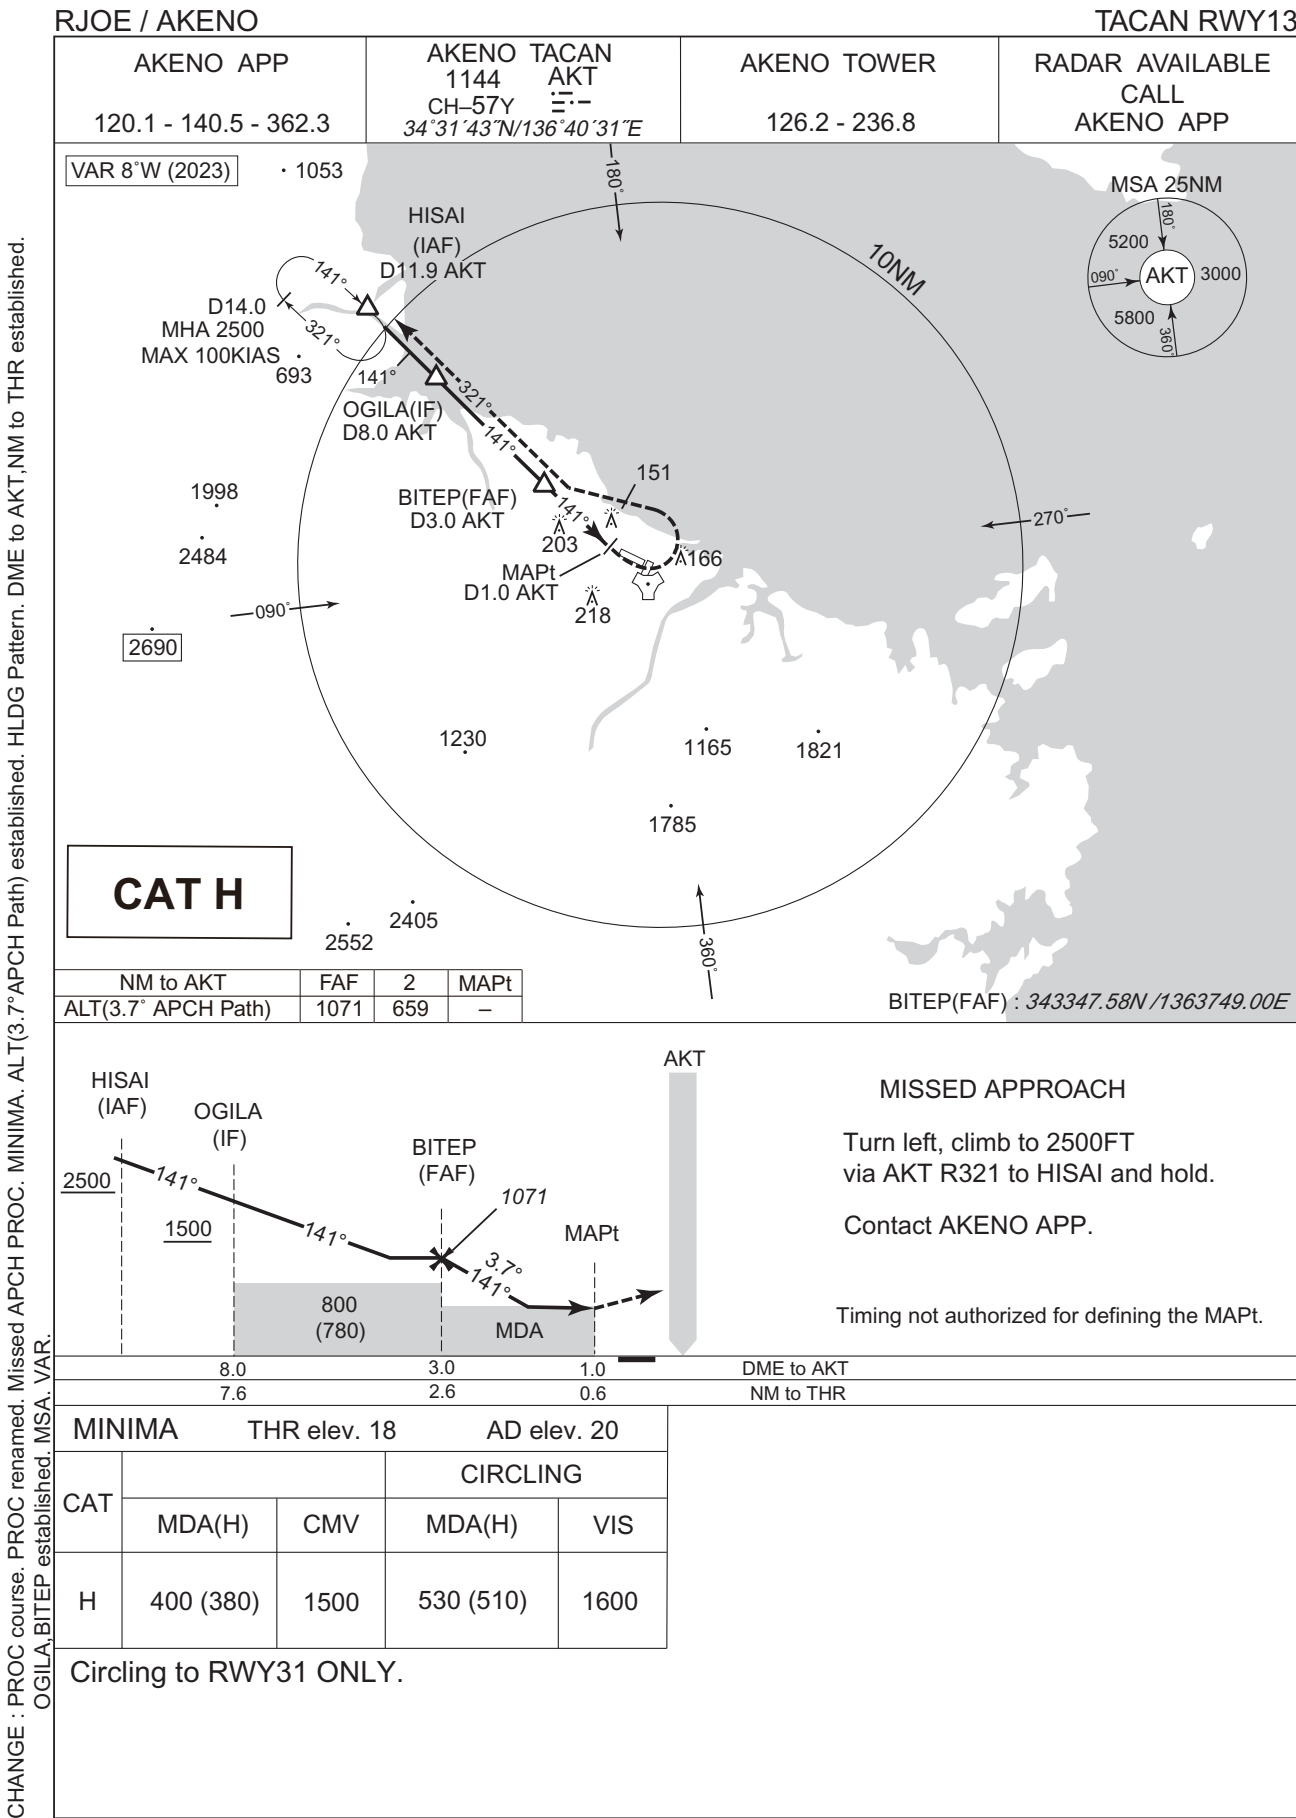 RJOE / AKENO
TACAN RWY13
AKENO APP
120.1 - 140.5 - 362.3
AKENO TACAN
1144 AKT
CH–57Y
34°31´43˝N/136°40´31˝E
AKENO TOWER
126.2 - 236.8
RADAR AVAILABLE
CALL
AKENO APP
VAR 8°W (2023)
1053
180°
MSA 25NM
180°
5200
090°
AKT
3000
5800
360°
HISAI
(IAF)
D11.9 AKT
10NM
141°
D14.0
MHA 2500
MAX 100KIAS
321°
693
141°
321°
OGILA(IF)
D8.0 AKT
141°
151
1998
BITEP(FAF)
D3.0 AKT
141°
270°
2484
203
166
MAPt
D1.0 AKT
090°
218
2690
1230
1165
1821
1785
CAT H
2405
2552
360°
NM to AKT FAF 2 MAPt
ALT(3.7° APCH Path) 1071 659 –
BITEP(FAF) : 343347.58N /1363749.00E
HISAI
(IAF)
OGILA
(IF)
BITEP
(FAF)
AKT
MISSED APPROACH
Turn left, climb to 2500FT
via AKT R321 to HISAI and hold.
Contact AKENO APP.
Timing not authorized for defining the MAPt.
2500
141°
1500
141°
1071
MAPt
3.7°
141°
800
(780)
MDA
8.0 3.0 1.0 DME to AKT
7.6 2.6 0.6 NM to THR
MINIMA THR elev. 18 AD elev. 20
CAT
CIRCLING
MDA(H) CMV MDA(H) VIS
H 400 (380) 1500 530 (510) 1600
Circling to RWY31 ONLY.
CHANGE : PROC course. PROC renamed. Missed APCH PROC. MINIMA. ALT(3.7°APCH Path) established. HLDG Pattern. DME to AKT,NM to THR established.
OGILA,BITEP established. MSA. VAR.